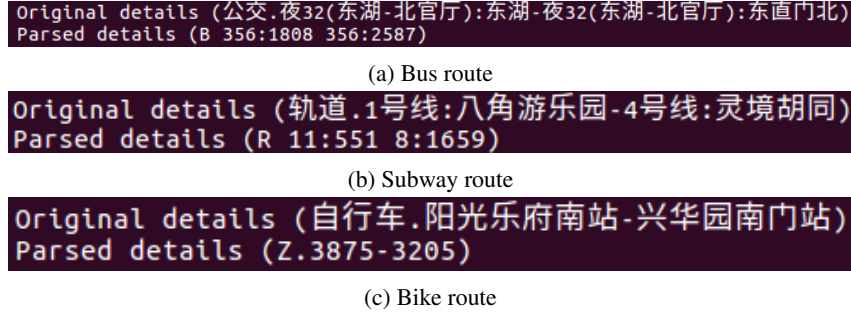 Original details (公交.夜32(东湖-北官厅):东湖-夜32(东湖-北官厅):东直门北)
Parsed details (B 356:1808 356:2587)
(a) Bus route
Original details (轨道.1号线:八角游乐园-4号线:灵境胡同)
Parsed details (R 11:551 8:1659)
(b) Subway route
Original details (自行车.阳光乐府南站-兴华园南门站)
Parsed details (Z.3875-3205)
(c) Bike route